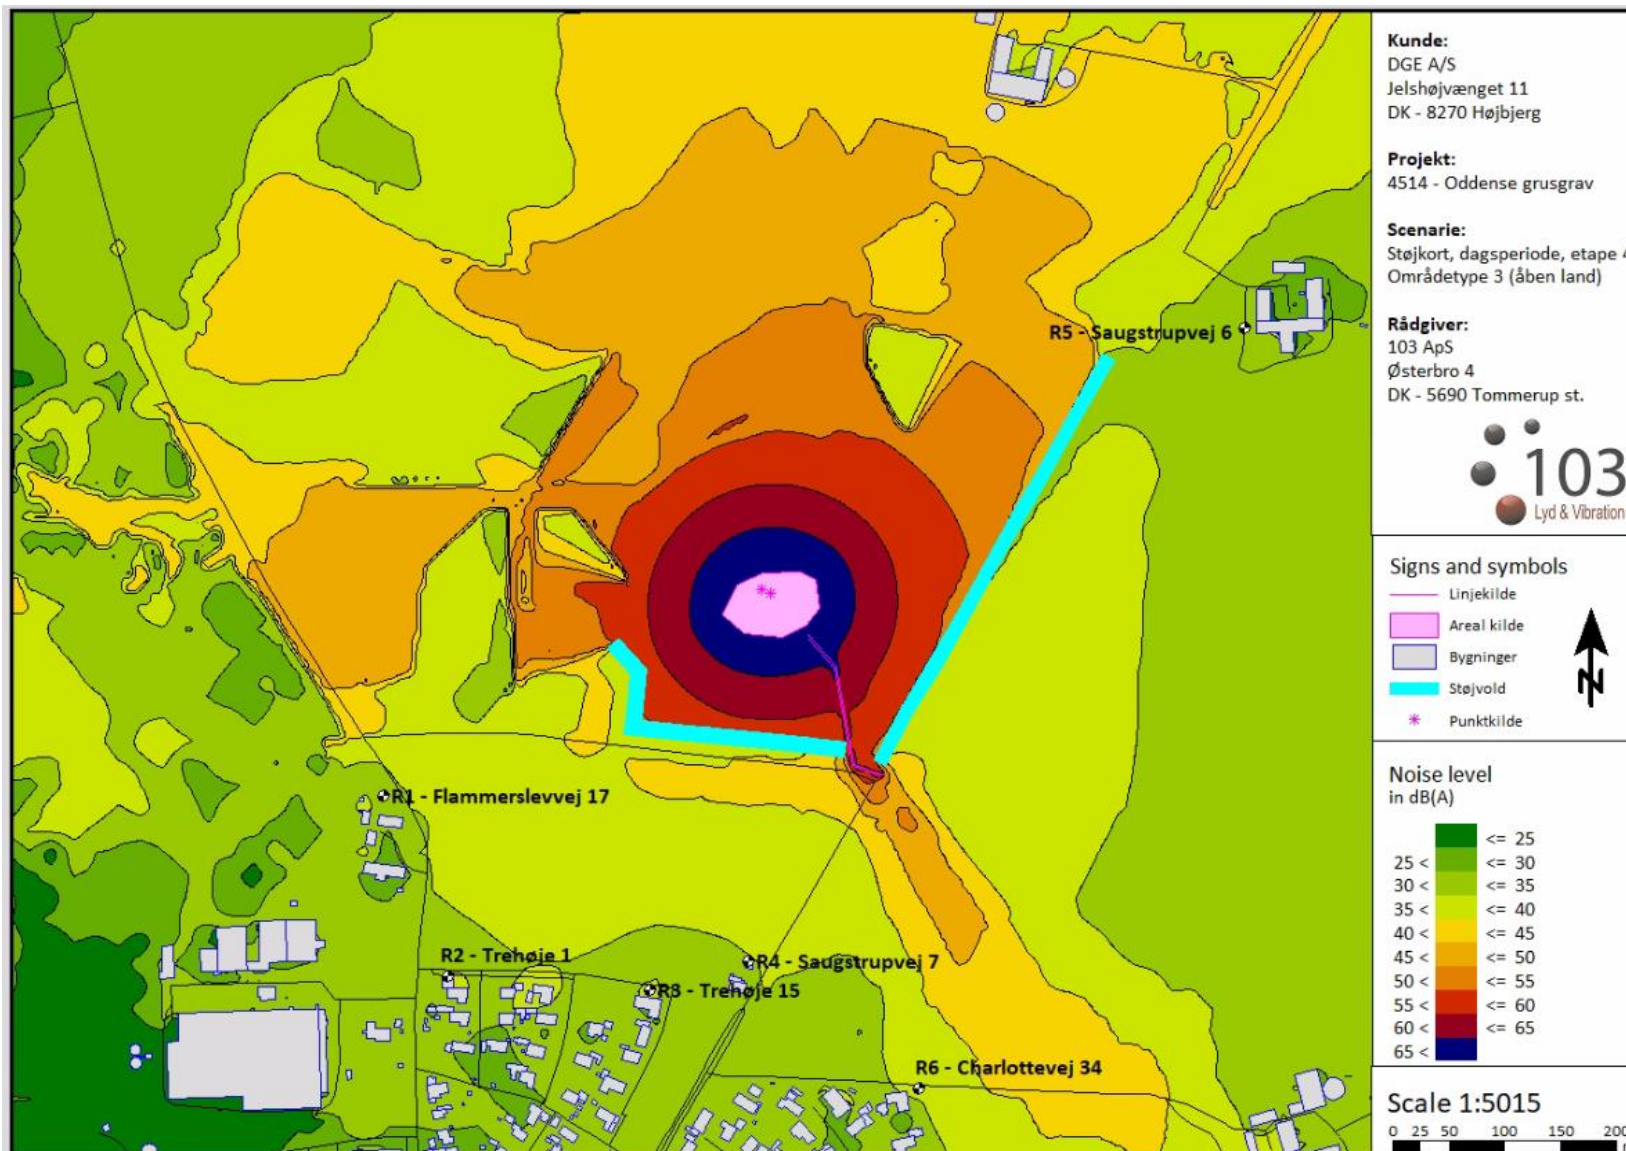 Kunde:
DGE A/S
Jelshøjvænget 11
DK - 8270 Højbjerg
Projekt:
4514 - Oddense grusgrav
Scenarie:
Støjkort, dagsperiode, etape 4
Områdetype 3 (åben land)
Rådgiver:
103 ApS
Østerbro 4
DK - 5690 Tommerup st.
103
Lyd & Vibration
Signs and symbols
Linjekilde
Areal kilde
Bygninger
Støjvold
Punktkilde
N
Noise level
in dB(A)
<= 25
25 < <= 30
30 < <= 35
35 < <= 40
40 < <= 45
45 < <= 50
50 < <= 55
55 < <= 60
60 < <= 65
65 <
Scale 1:5015
0 25 50 100 150 200
R5 - Saugstrupvej 6
R1 - Flammerslevvej 17
R2 - Trehøje 1
R4 - Saugstrupvej 7
R3 - Trehøje 15
R6 - Charlottevej 34